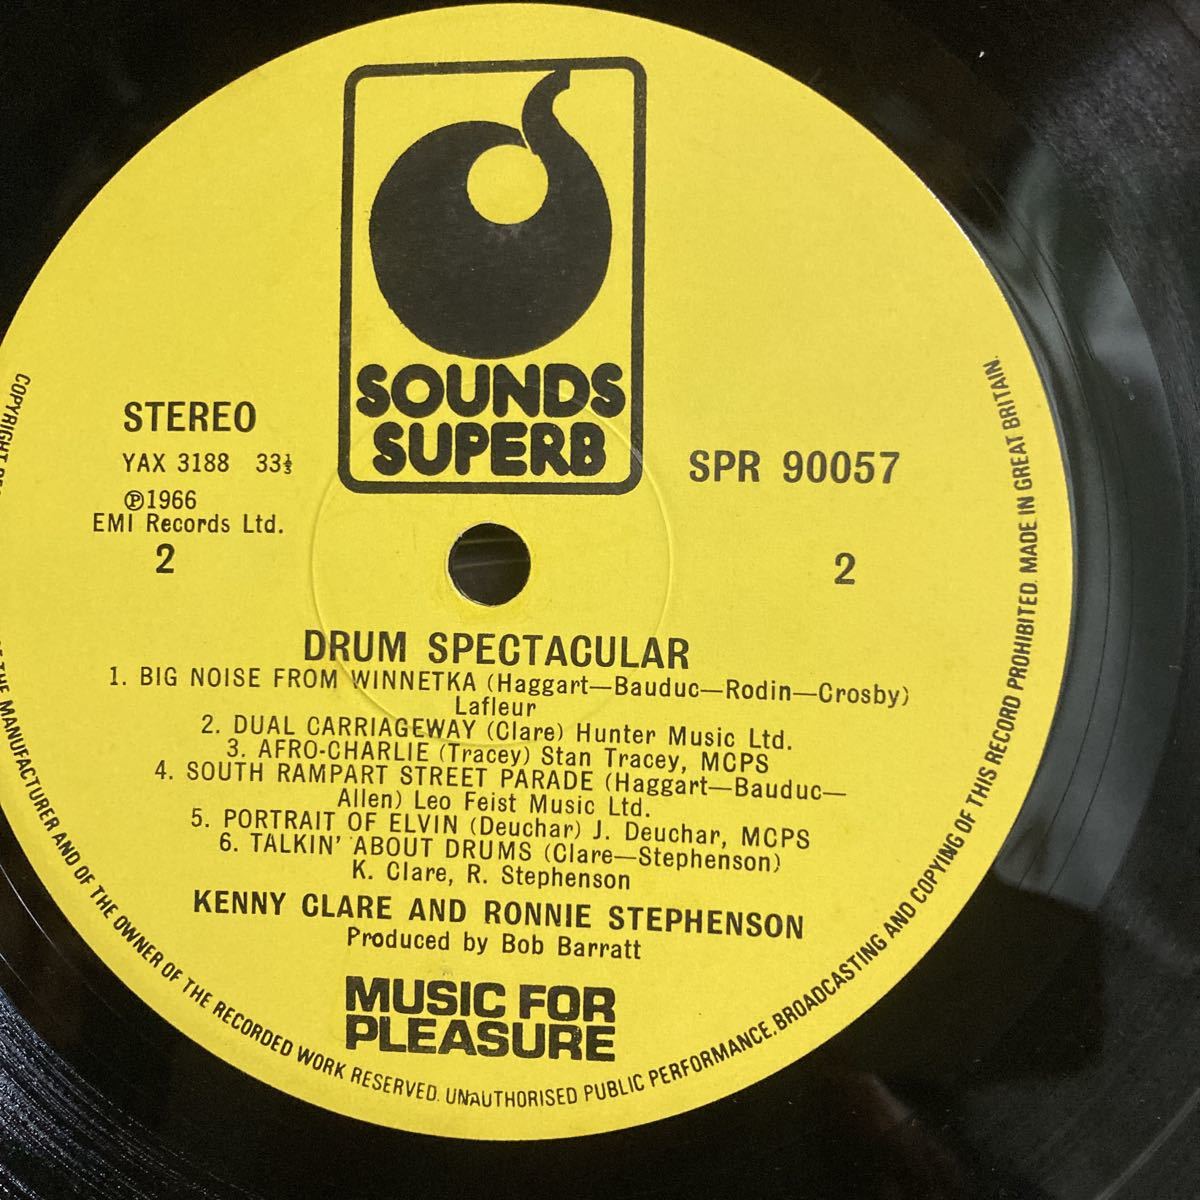 SOUNDS
SUPERB
STEREO
YAX 3188 33⅓
℗1966
EMI Records Ltd.
2
SPR 90057
2
DRUM SPECTACULAR
1. BIG NOISE FROM WINNETKA (Haggart—Bauduc—Rodin—Crosby)
Lafleur
2. DUAL CARRIAGEWAY (Clare) Hunter Music Ltd.
3. AFRO-CHARLIE (Tracey) Stan Tracey, MCPS
4. SOUTH RAMPART STREET PARADE (Haggart—Bauduc—
Allen) Leo Feist Music Ltd.
5. PORTRAIT OF ELVIN (Deuchar) J. Deuchar, MCPS
6. TALKIN' ABOUT DRUMS (Clare—Stephenson)
K. Clare, R. Stephenson
KENNY CLARE AND RONNIE STEPHENSON
Produced by Bob Barratt
MUSIC FOR
PLEASURE
COPYRIGHT THE MANUFACTURER AND OF THE OWNER OF THE RECORDED WORK RESERVED. UNAUTHORISED PUBLIC PERFORMANCE, BROADCASTING AND COPYING OF THIS RECORD PROHIBITED. MADE IN GREAT BRITAIN.